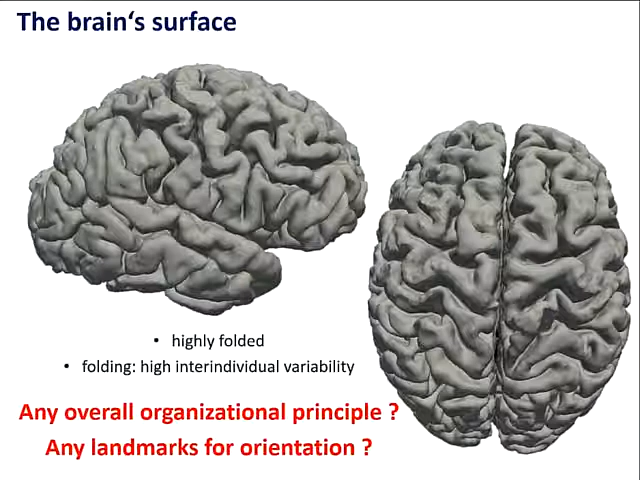 The brain‘s surface
• highly folded
• folding: high interindividual variability
Any overall organizational principle ?
Any landmarks for orientation ?